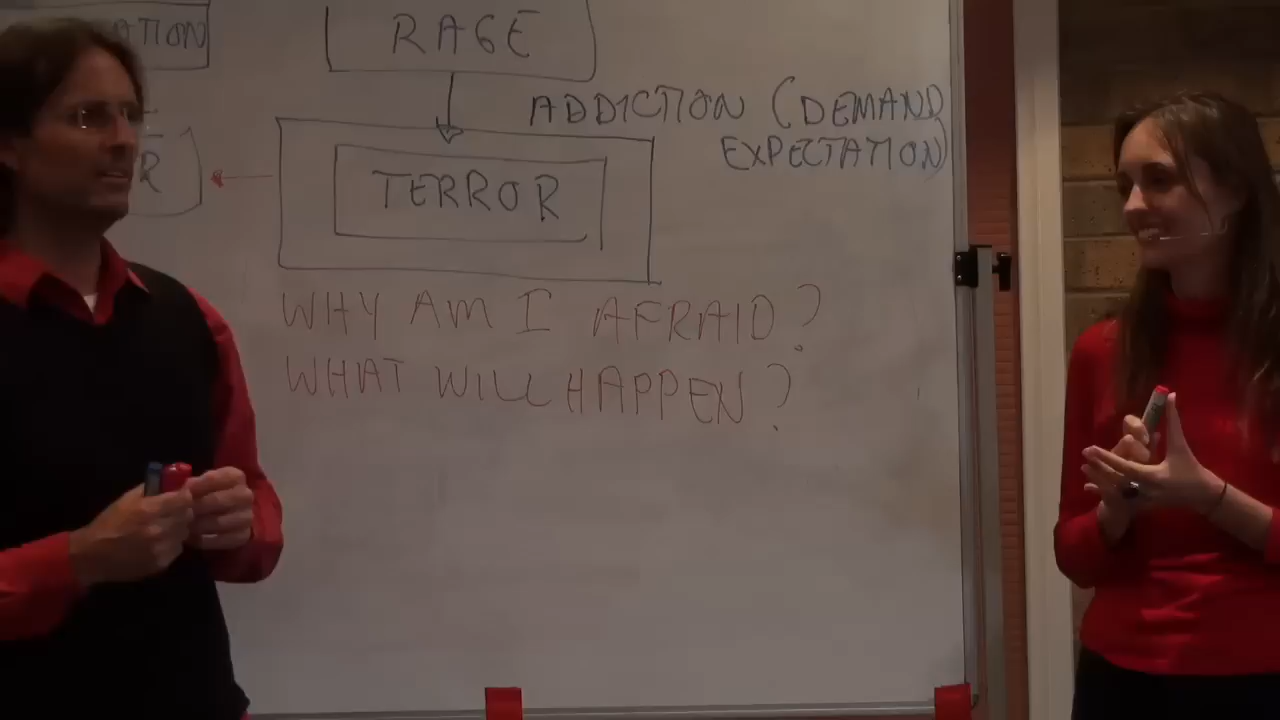 RAGE
ADDICTION (DEMAND
EXPECTATION)
TERROR
WHY AM I AFRAID?
WHAT WILL HAPPEN?